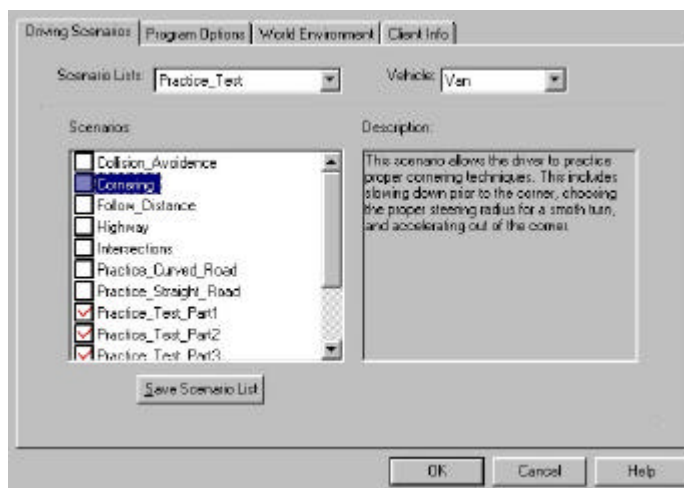 Driving Scenarios Program Options World Environment Client Info
Scenario Lists: Practice_Test Vehicle: Van
Scenarios Description:
Collision_Avoidence
Cornering
Follow_Distance
Highway
Intersections
Practice_Curved_Road
Practice_Straight_Road
Practice_Test_Part1
Practice_Test_Part2
Practice_Test_Part3
This scenario allows the driver to practice
proper cornering techniques. This includes
slowing down prior to the corner, choosing
the proper steering radius for a smoth turn,
and accelerating out of the corner.
Save Scenario List
OK Cancel Help